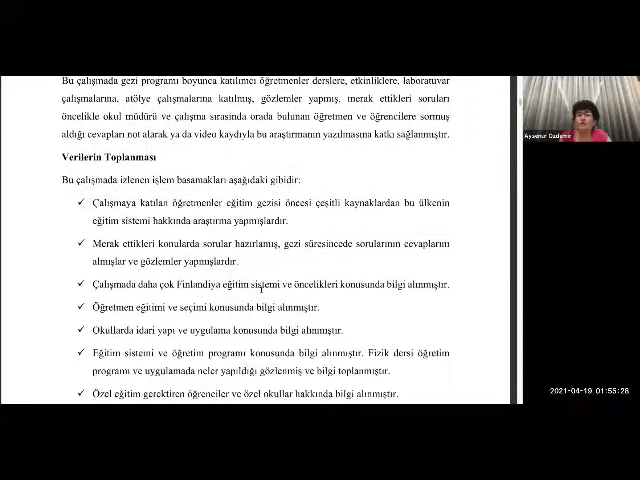 Bu çalışmada gezi programı boyunca katılımcı öğretmenler derslere, etkinliklere, laboratuvar
çalışmalarına, atölye çalışmalarına katılmış, gözlemler yapmış, merak ettikleri soruları
öncelikle okul müdürü ve çalışma sırasında orada bulunan öğretmen ve öğrencilere sormuş
aldığı cevapları not alarak ya da video kaydıyla bu araştırmanın yazılmasına katkı sağlanmıştır.
Verilerin Toplanması
Bu çalışmada izlenen işlem basamakları aşağıdaki gibidir:
✓ Çalışmaya katılan öğretmenler eğitim gezisi öncesi çeşitli kaynaklardan bu ülkenin
eğitim sistemi hakkında araştırma yapmışlardır.
✓ Merak ettikleri konularda sorular hazırlamış, gezi süresincede sorularının cevaplarını
almışlar ve gözlemler yapmışlardır.
✓ Çalışmada daha çok Finlandiya eğitim sistemi ve öncelikleri konusunda bilgi alınmıştır.
✓ Öğretmen eğitimi ve seçimi konusunda bilgi alınmıştır.
✓ Okullarda idari yapı ve uygulama konusunda bilgi alınmıştır.
✓ Eğitim sistemi ve öğretim programı konusunda bilgi alınmıştır. Fizik dersi öğretim
programı ve uygulamada neler yapıldığı gözlenmiş ve bilgi toplanmıştır.
✓ Özel eğitim gerektiren öğrenciler ve özel okullar hakkında bilgi alınmıştır.
Aysenur Ozdemir
2021-04-19 01:55:28